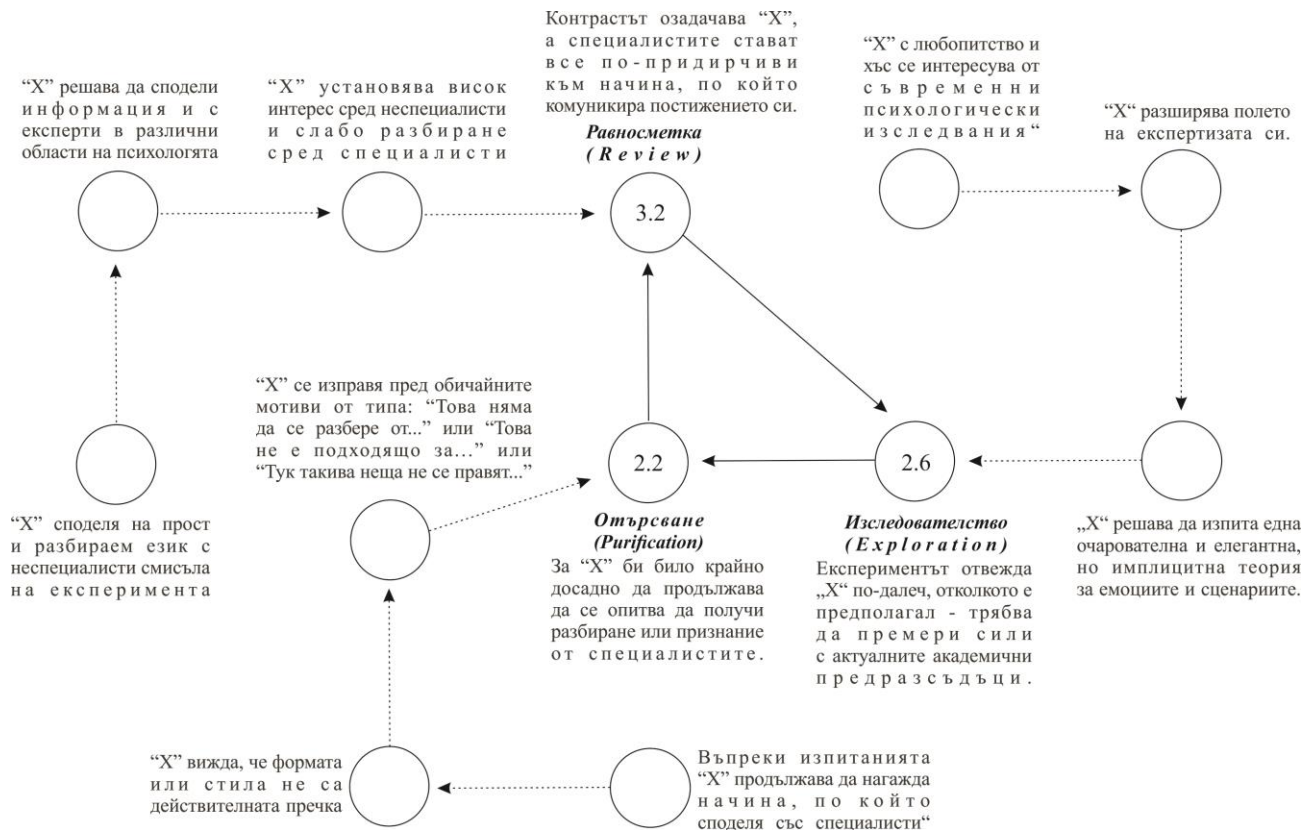 Контрастът озадачава “X”,
а специалистите стават
все по-придирчиви
към начина, по който
комуникира постижението си.
Равносметка
(Review)
“X” решава да сподели
информация и с
експерти в различни
области на психологята
“X” установява висок
интерес сред неспециалисти
и слабо разбиране
сред специалисти
“X” с любопитство и
хъс се интересува от
съвременни
психологически
изследвания“
“X“ разширява полето
на експертизата си.
3.2
“X” се изправя пред обичайните
мотиви от типа: “Това няма
да се разбере от...” или “Това
не е подходящо за…” или
“Тук такива неща не се правят...”
2.2
2.6
“X” споделя на прост
и разбираем език с
неспециалисти смисъла
на експеримента
Отърсване
(Purification)
За “X” би било крайно
досадно да продължава
да се опитва да получи
разбиране или признание
от специалистите.
Изследователство
(Exploration)
Експериментът отвежда
„X“ по-далеч, отколкото е
предполагал - трябва
да премери сили
с актуалните академични
предразсъдъци.
„X“ решава да изпита една
очарователна и елегантна,
но имплицитна теория
за емоциите и сценариите.
“X” вижда, че формата
или стила не са
действителната пречка
Въпреки изпитанията
“X” продължава да нагажда
начина, по който
споделя със специалисти“